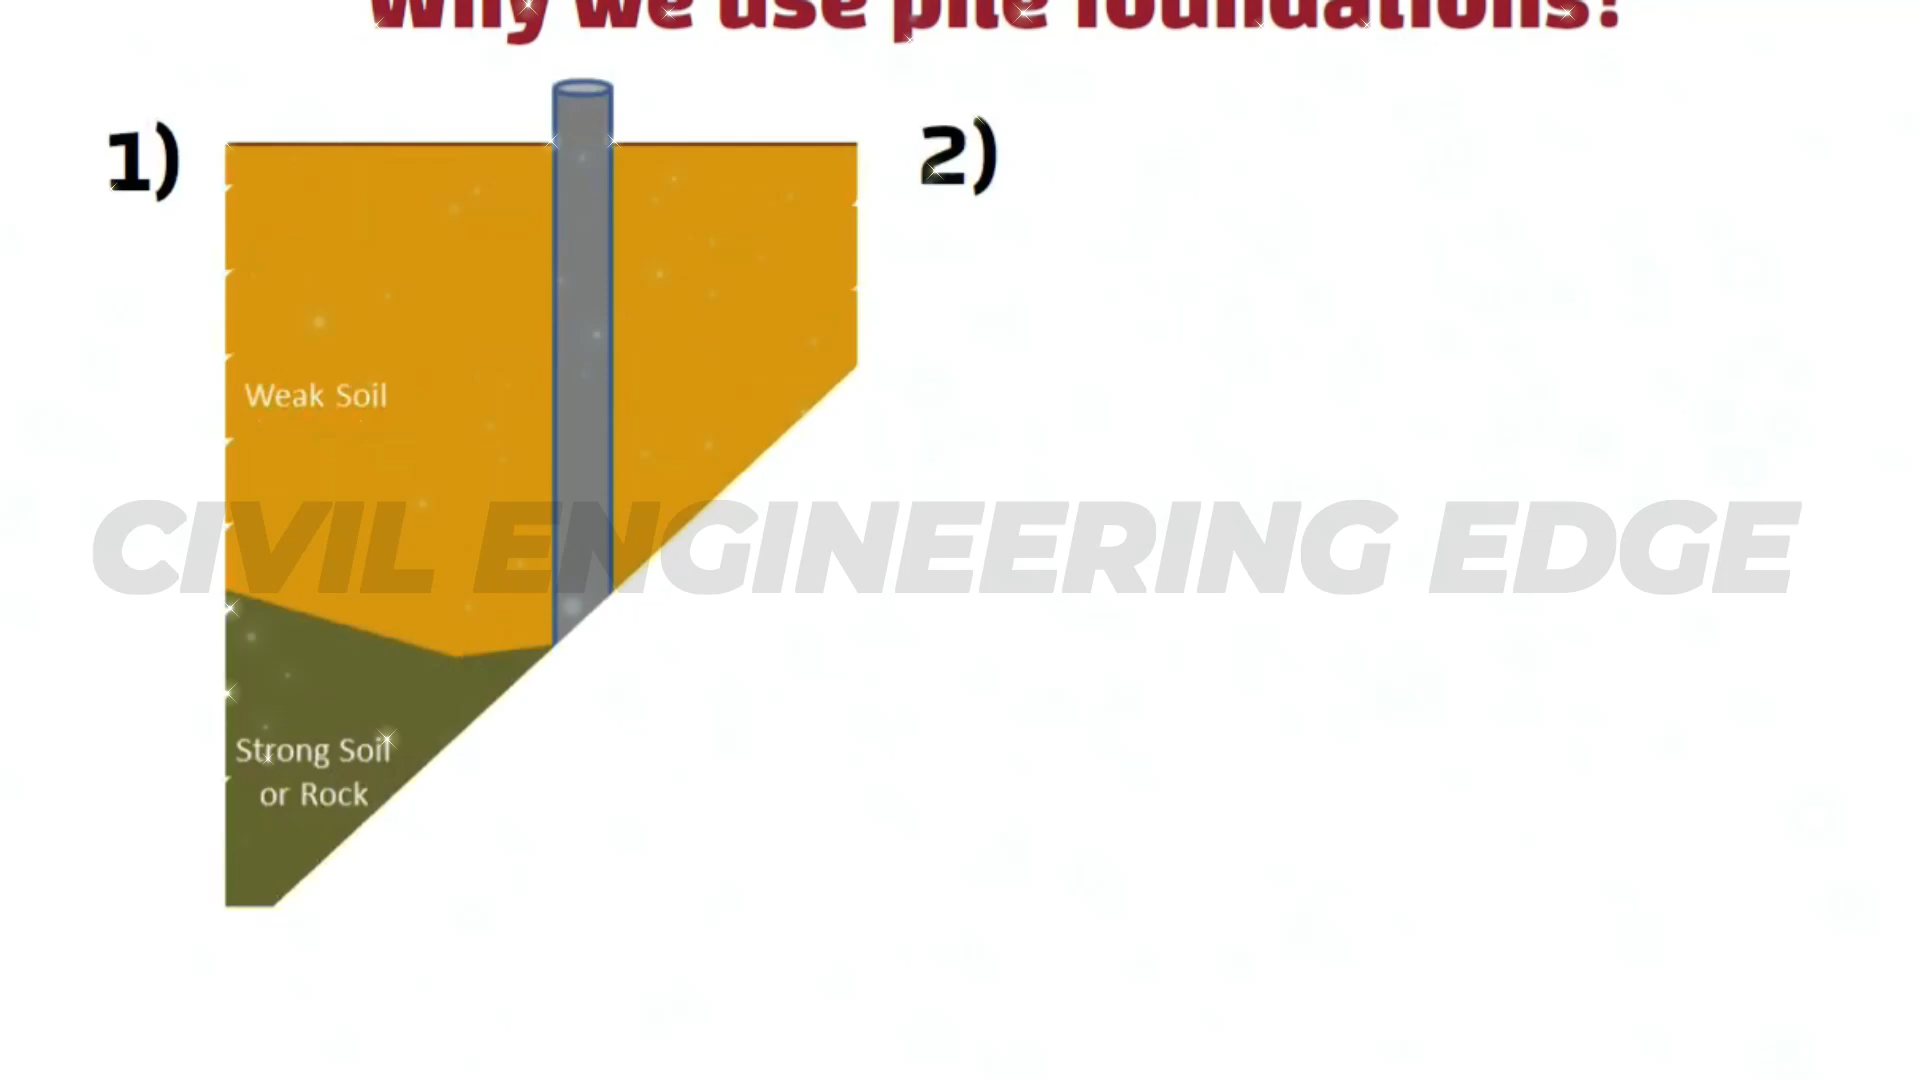 Why we use pile foundations?
1)
2)
Weak Soil
CIVIL ENGINEERING EDGE
Strong Soil
or Rock